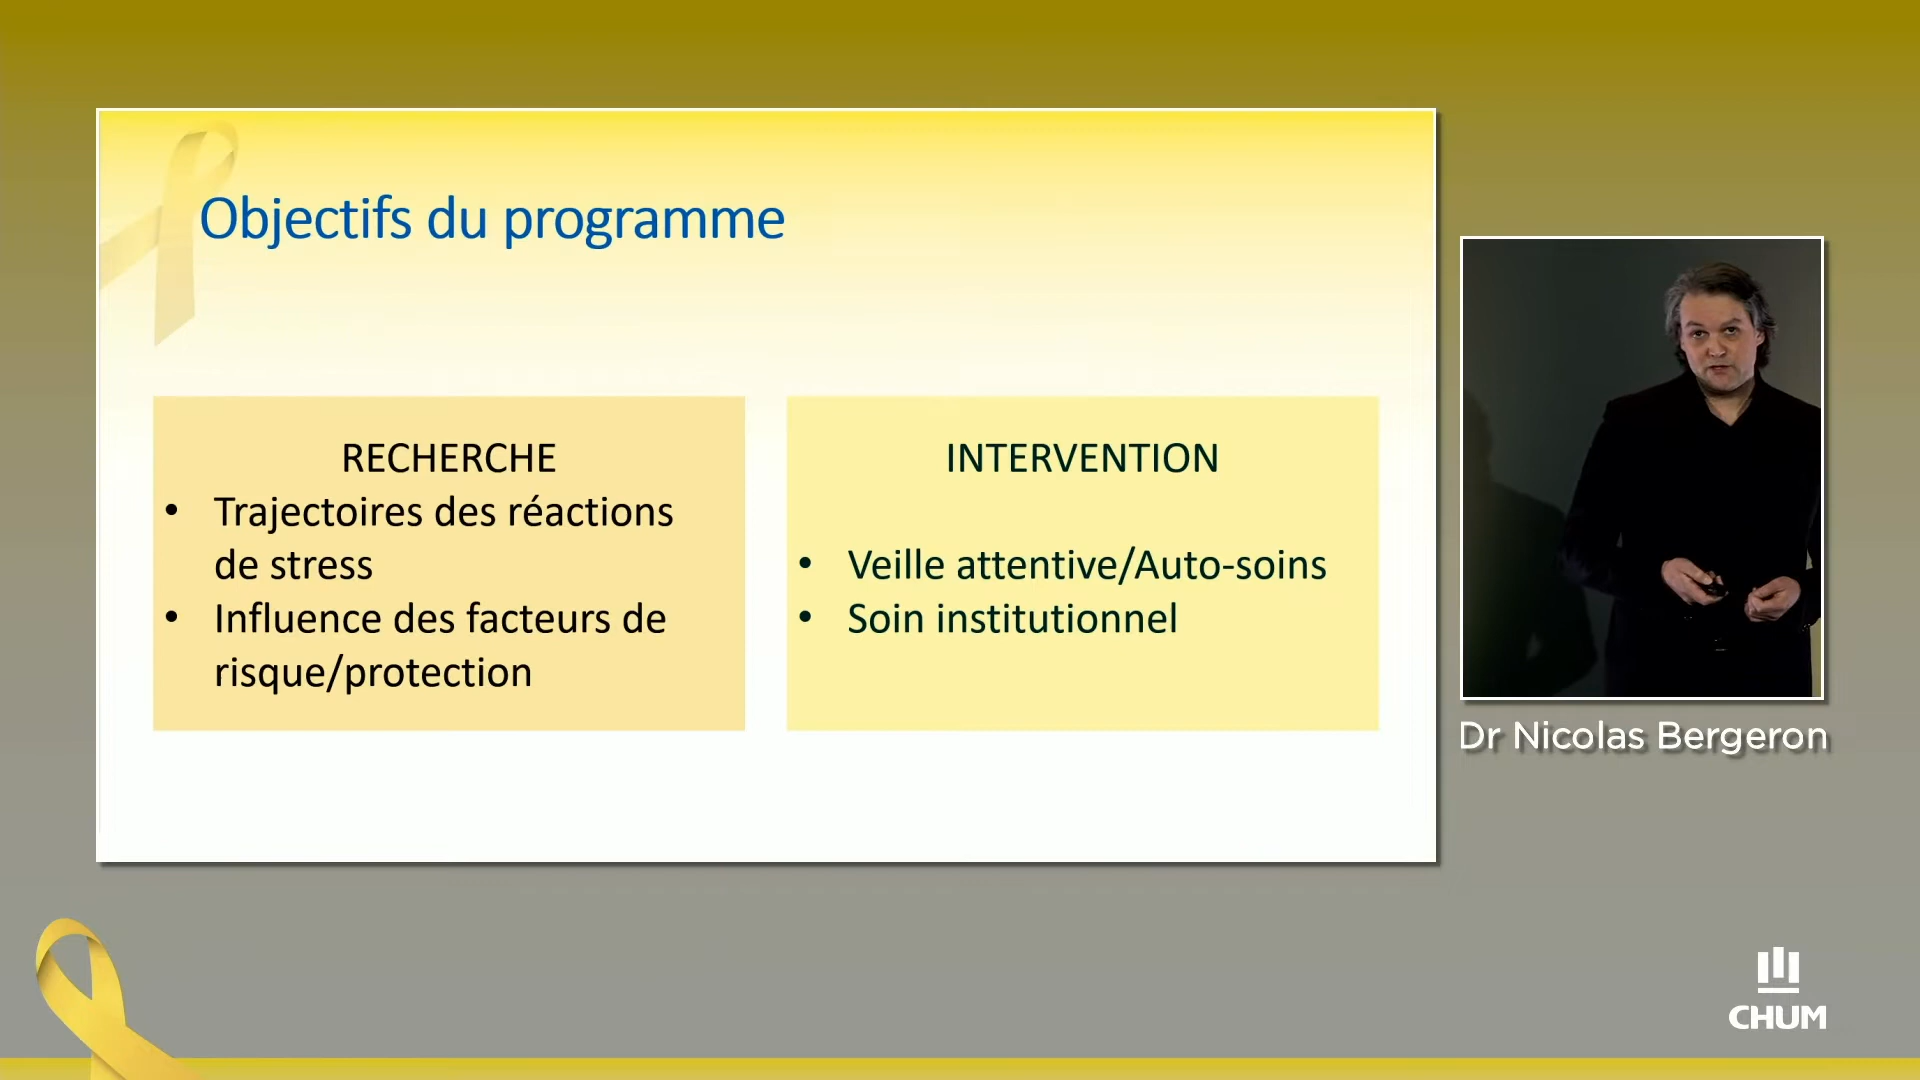 Objectifs du programme
RECHERCHE
• Trajectoires des réactions
de stress
• Influence des facteurs de
risque/protection
INTERVENTION
• Veille attentive/Auto-soins
• Soin institutionnel
Dr Nicolas Bergeron
CHUM